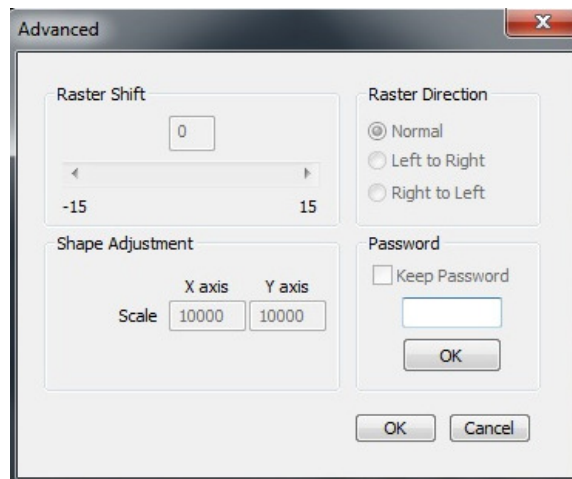 Advanced
Raster Shift
0
-15 15
Raster Direction
Normal
Left to Right
Right to Left
Shape Adjustment
X axis Y axis
Scale 10000 10000
Password
Keep Password
OK
OK Cancel